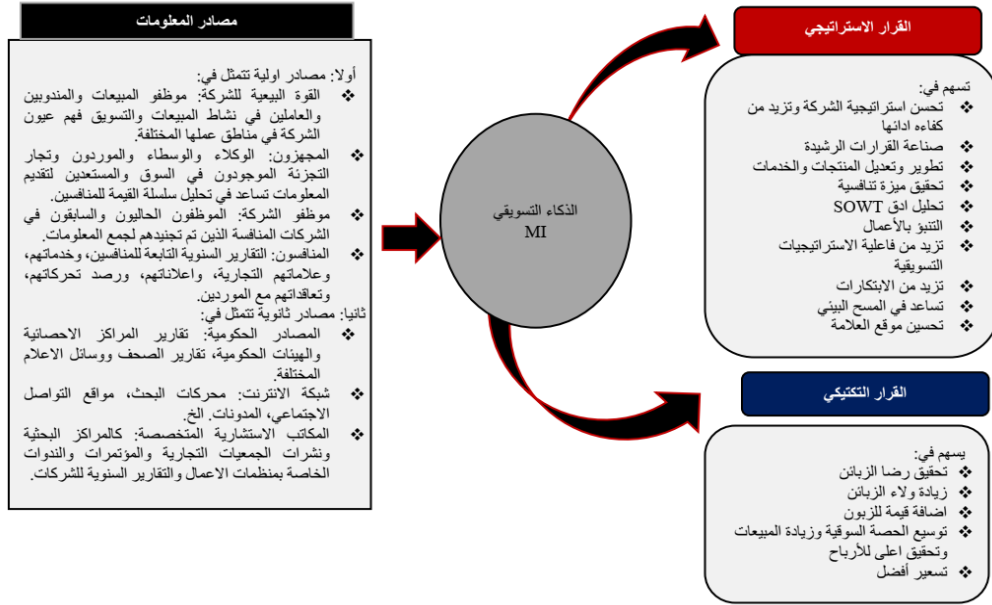 مصادر المعلومات
أولا: مصادر اولية تتمثل في:
❖ القوة البيعية للشركة: موظفو المبيعات والمندوبين
والعاملين في نشاط المبيعات والتسويق فهم عيون
الشركة في مناطق عملها المختلفة.
❖ المجهزون: الوكلاء والوسطاء والموردون وتجار
التجزئة الموجودون في السوق والمستعدين لتقديم
المعلومات تساعد في تحليل سلسلة القيمة للمنافسين.
❖ موظفو الشركة: الموظفون الحاليون والسابقون في
الشركات المنافسة الذين تم تجنيدهم لجمع المعلومات.
❖ المنافسون: التقارير السنوية التابعة للمنافسين، وخدماتهم،
وعلاماتهم التجارية، واعلاناتهم، ورصد تحركاتهم،
وتعاقداتهم مع الموردين.
ثانيا: مصادر ثانوية تتمثل في:
❖ المصادر الحكومية: تقارير المراكز الاحصائية
والهيئات الحكومية، تقارير الصحف ووسائل الاعلام
المختلفة.
❖ شبكة الانترنت: محركات البحث، مواقع التواصل
الاجتماعي، المدونات. الخ.
❖ المكاتب الاستشارية المتخصصة: كالمراكز البحثية
ونشرات الجمعيات التجارية والمؤتمرات والندوات
الخاصة بمنظمات الاعمال والتقارير السنوية للشركات.
الذكاء التسويقي
MI
القرار الاستراتيجي
تسهم في:
❖ تحسن استراتيجية الشركة وتزيد من
كفاءه ادائها
❖ صناعة القرارات الرشيدة
❖ تطوير وتعديل المنتجات والخدمات
❖ تحقيق ميزة تنافسية
❖ تحليل ادق SOWT
❖ التنبؤ بالأعمال
❖ تزيد من فاعلية الاستراتيجيات
التسويقية
❖ تزيد من الابتكارات
❖ تساعد في المسح البيئي
❖ تحسين موقع العلامة
القرار التكتيكي
يسهم في:
❖ تحقيق رضا الزبائن
❖ زيادة ولاء الزبائن
❖ اضافة قيمة للزبون
❖ توسيع الحصة السوقية وزيادة المبيعات
وتحقيق اعلى للأرباح
❖ تسعير أفضل